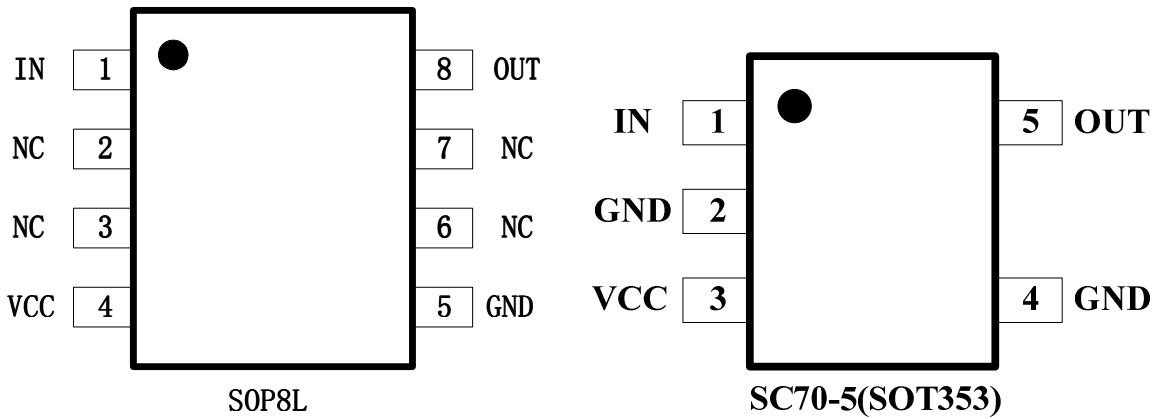 IN 1 8 OUT
NC 2 7 NC
NC 3 6 NC
VCC 4 5 GND
SOP8L
IN 1 5 OUT
GND 2
VCC 3 4 GND
SC70-5(SOT353)